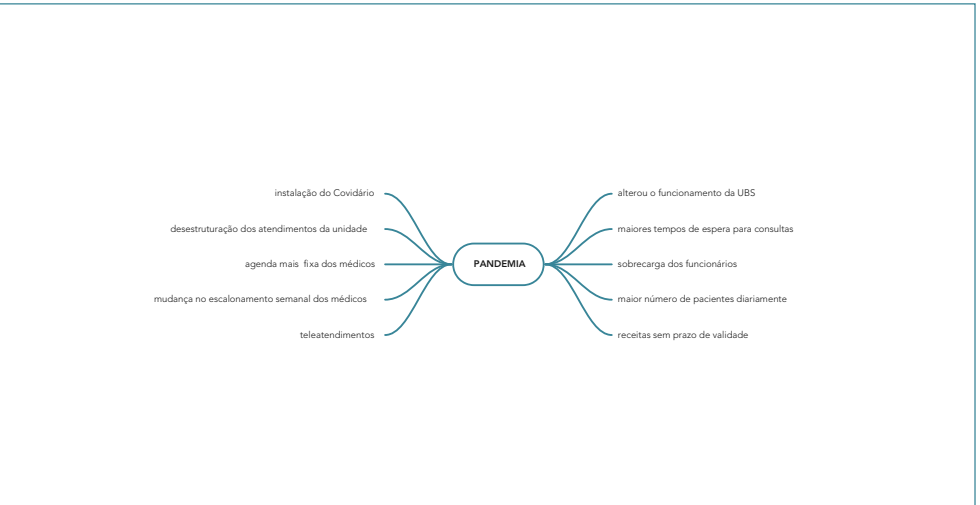 instalação do Covidário
desestruturação dos atendimentos da unidade
agenda mais fixa dos médicos
mudança no escalonamento semanal dos médicos
teleatendimentos
PANDEMIA
alterou o funcionamento da UBS
maiores tempos de espera para consultas
sobrecarga dos funcionários
maior número de pacientes diariamente
receitas sem prazo de validade